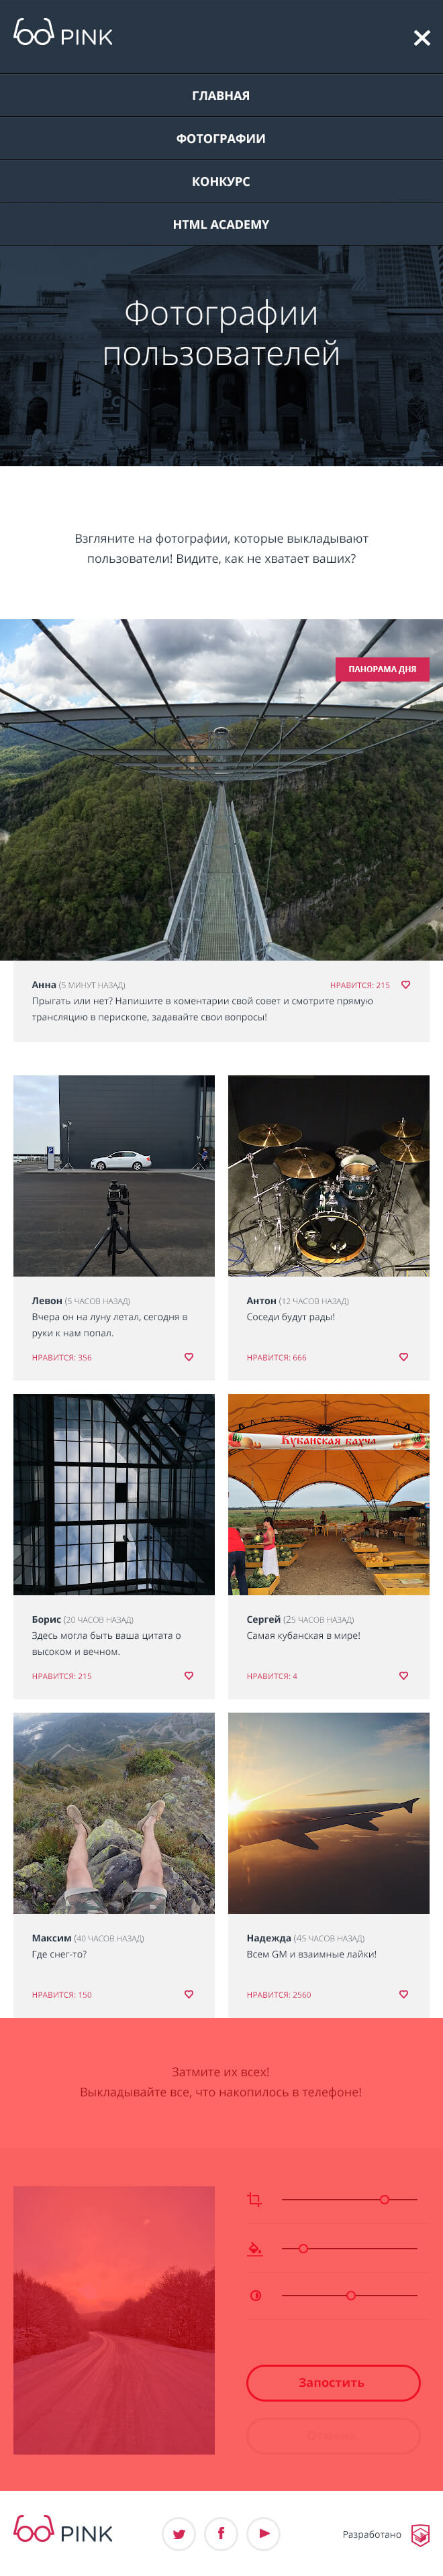 PINK
ГЛАВНАЯ
ФОТОГРАФИИ
КОНКУРС
HTML ACADEMY
Фотографии
пользователей
Взгляните на фотографии, которые выкладывают
пользователи! Видите, как не хватает ваших?
ПАНОРАМА ДНЯ
Кубанская бахча
Анна (5 МИНУТ НАЗАД)
НРАВИТСЯ: 215
Прыгать или нет? Напишите в коментарии свой совет и смотрите прямую
трансляцию в перископе, задавайте свои вопросы!
Левон (5 ЧАСОВ НАЗАД)
Вчера он на луну летал, сегодня в
руки к нам попал.
НРАВИТСЯ: 356
Антон (12 ЧАСОВ НАЗАД)
Соседи будут рады!
НРАВИТСЯ: 666
Борис (20 ЧАСОВ НАЗАД)
Здесь могла быть ваша цитата о
высоком и вечном.
НРАВИТСЯ: 215
Сергей (25 ЧАСОВ НАЗАД)
Самая кубанская в мире!
НРАВИТСЯ: 4
Максим (40 ЧАСОВ НАЗАД)
Где снег-то?
НРАВИТСЯ: 150
Надежда (45 ЧАСОВ НАЗАД)
Всем GM и взаимные лайки!
НРАВИТСЯ: 2560
Затмите их всех!
Выкладывайте все, что накопилось в телефоне!
Запостить
PINK
Разработано